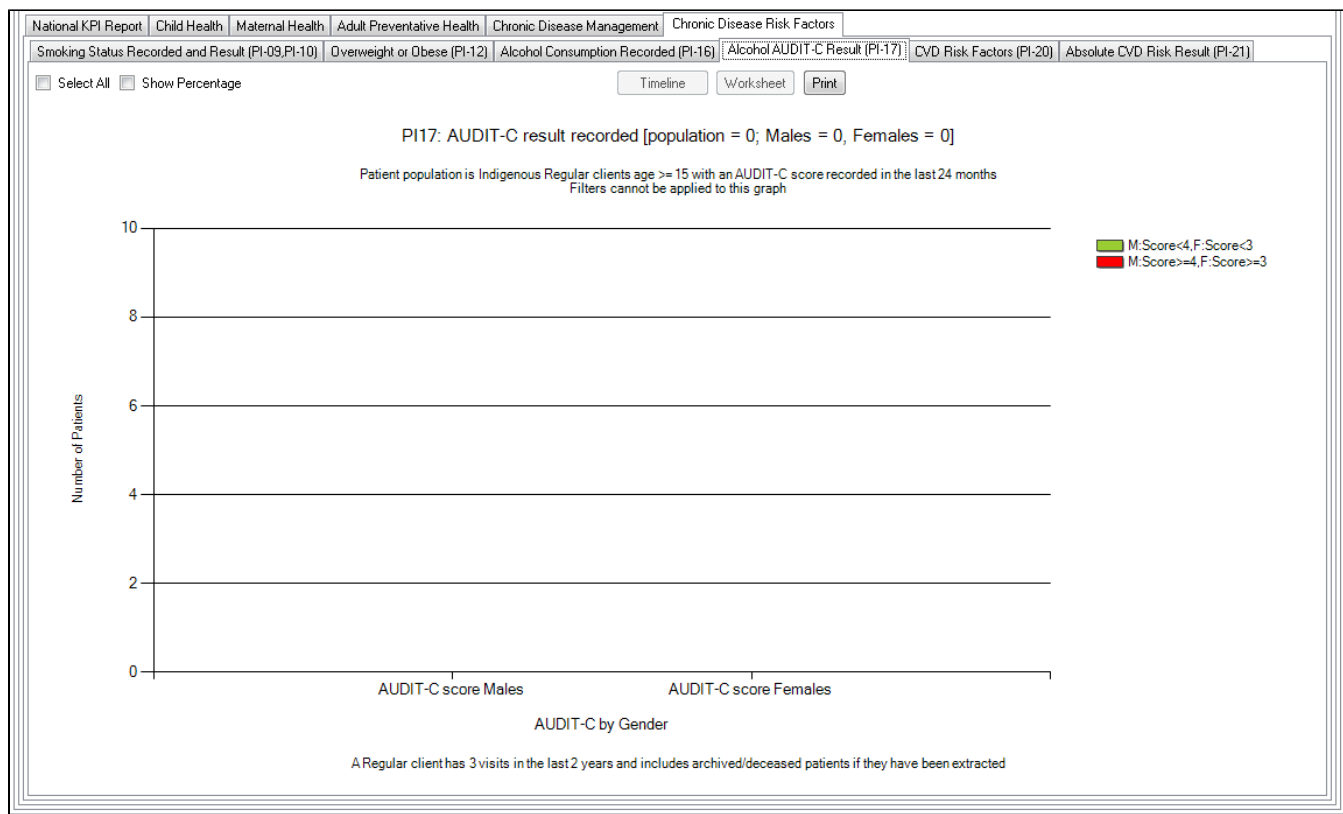 National KPI Report Child Health Maternal Health Adult Preventative Health Chronic Disease Management Chronic Disease Risk Factors
Smoking Status Recorded and Result (PI-09,PI-10) Overweight or Obese (PI-12) Alcohol Consumption Recorded (PI-16) Alcohol AUDIT-C Result (PI-17) CVD Risk Factors (PI-20) Absolute CVD Risk Result (PI-21)
Select All Show Percentage Timeline Worksheet Print
PI17: AUDIT-C result recorded [population = 0; Males = 0, Females = 0]
Patient population is Indigenous Regular clients age >= 15 with an AUDIT-C score recorded in the last 24 months
Filters cannot be applied to this graph
10
8
6
4
2
0
Number of Patients
M:Score<4,F:Score<3
M:Score>=4,F:Score>=3
AUDIT-C score Males AUDIT-C score Females
AUDIT-C by Gender
A Regular client has 3 visits in the last 2 years and includes archived/deceased patients if they have been extracted